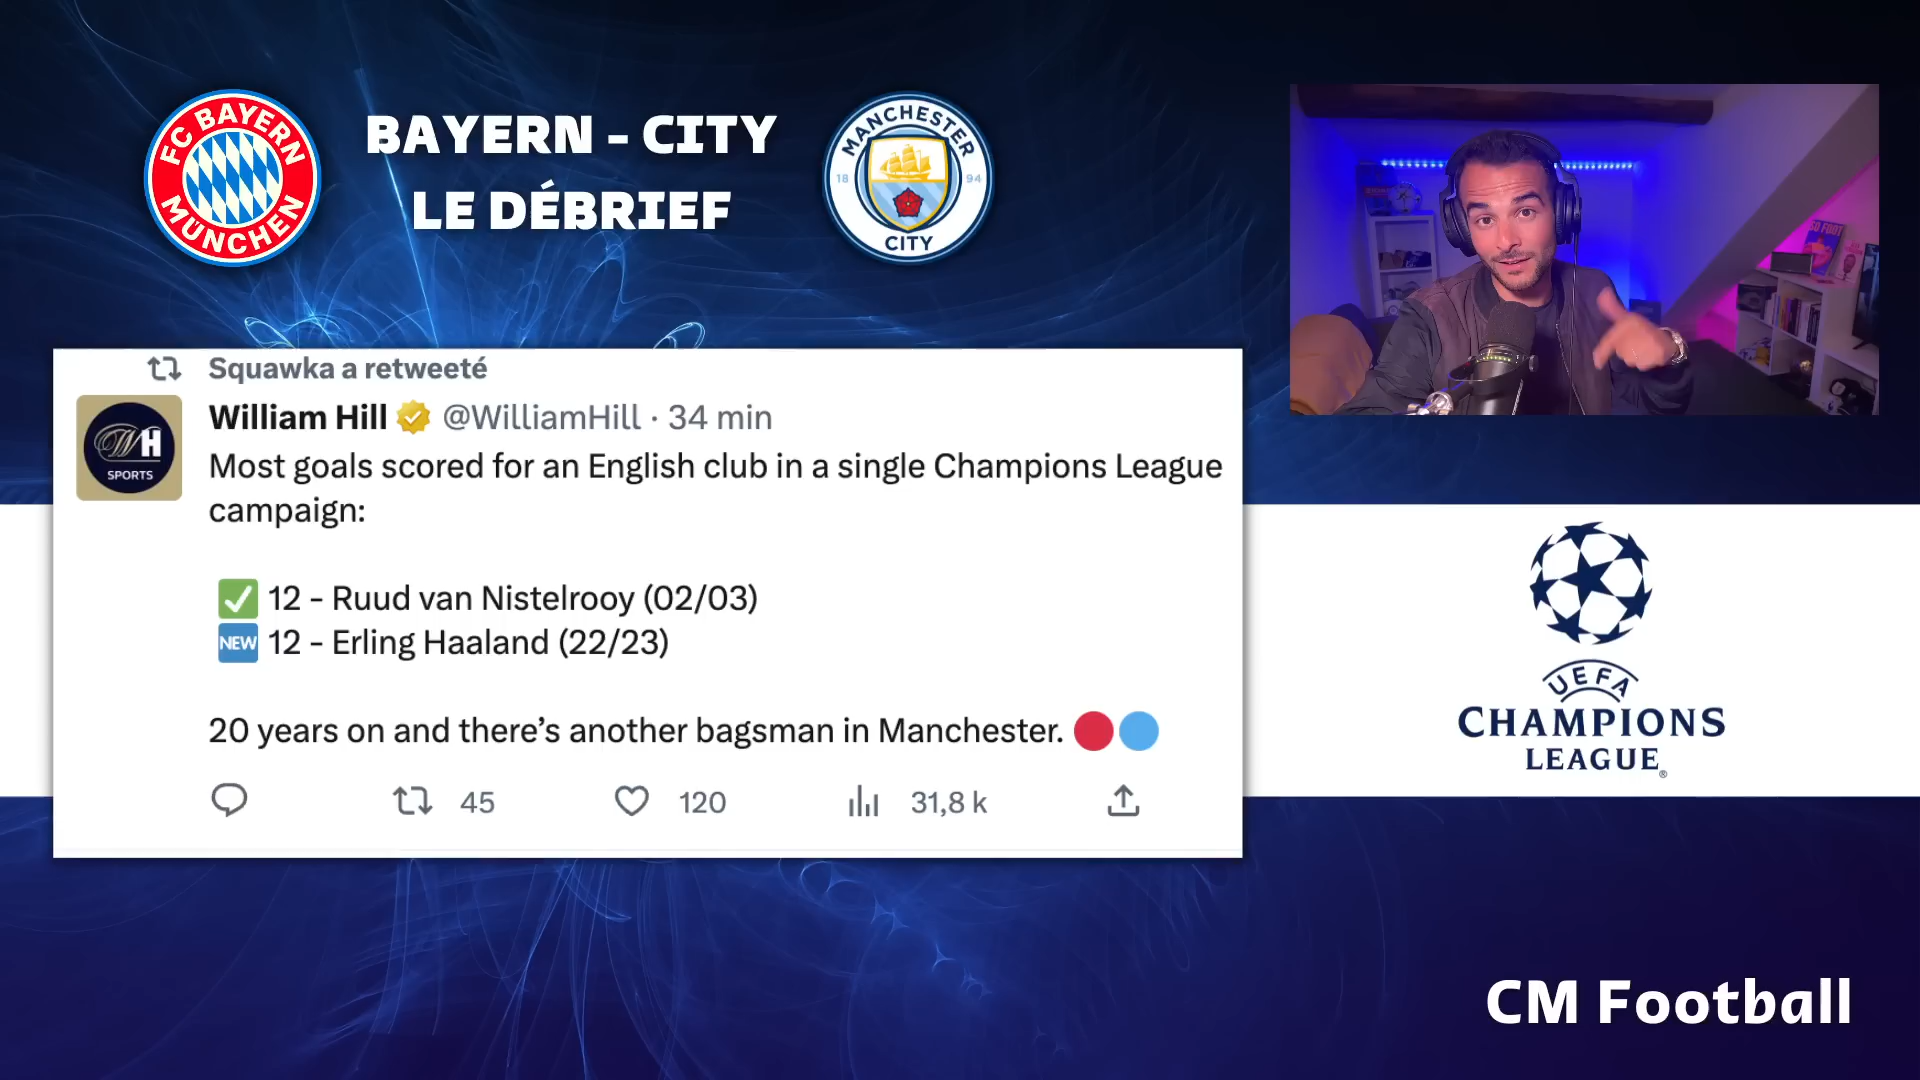 FC BAYERN
MÜNCHEN
BAYERN - CITY
LE DÉBRIEF
MANCHESTER
18 94
CITY
Squawka a retweeté
WH
SPORTS
William Hill @WilliamHill · 34 min
Most goals scored for an English club in a single Champions League
campaign:
✅ 12 - Ruud van Nistelrooy (02/03)
🆕 12 - Erling Haaland (22/23)
20 years on and there’s another bagsman in Manchester. 🔴🔵
45 120 31,8 k
SO FOOT
UEFA
CHAMPIONS
LEAGUE®
CM Football